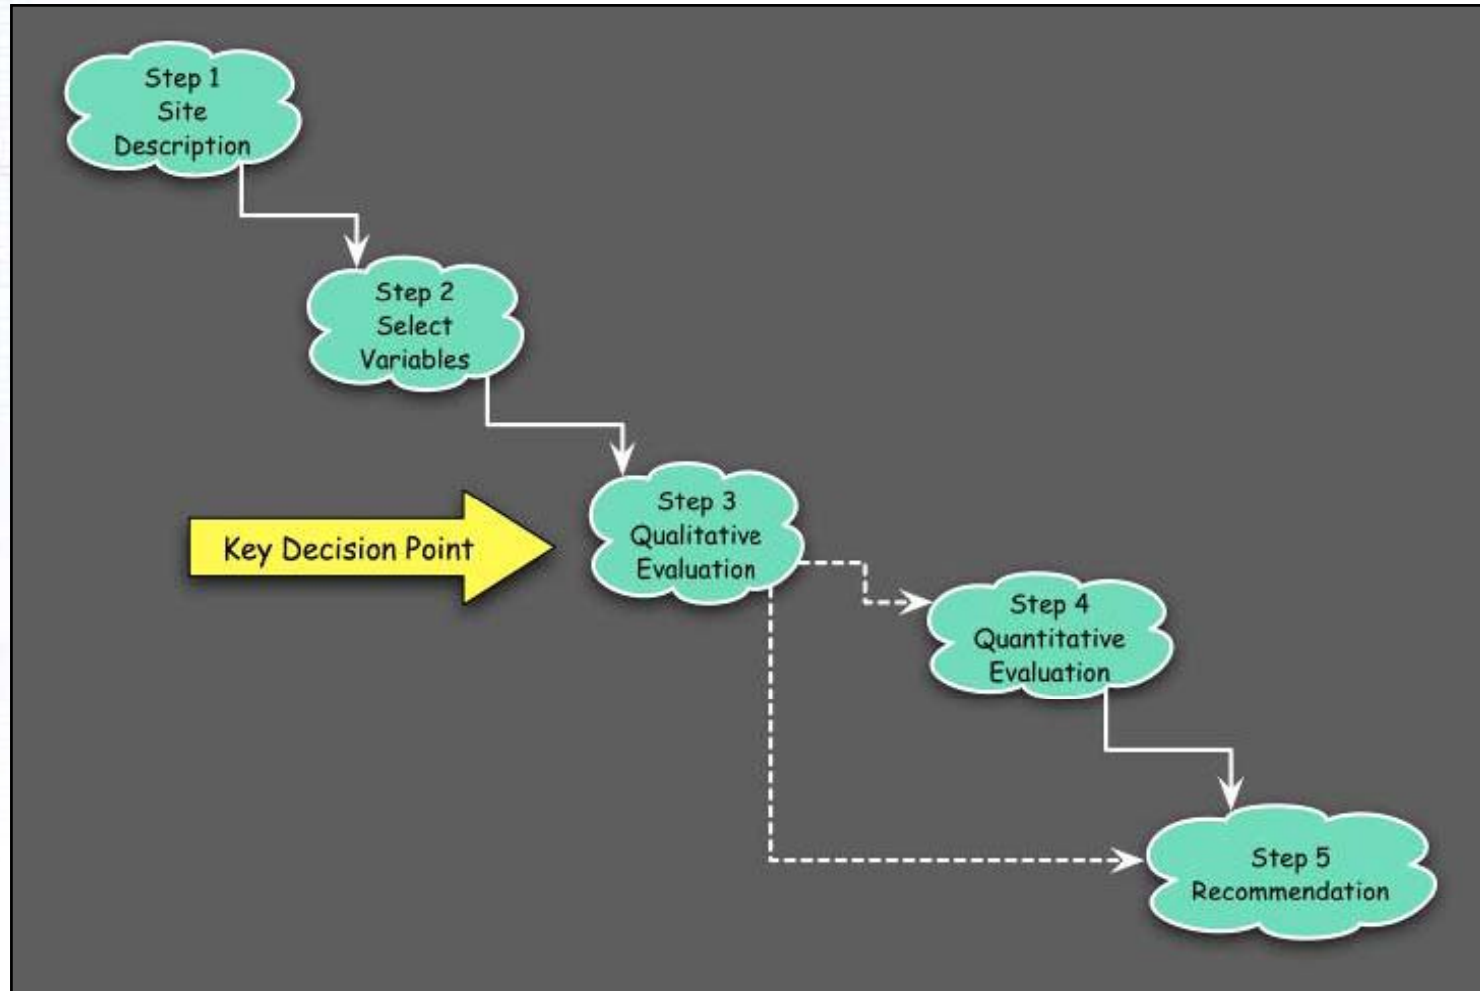 Step 1
Site
Description
Step 2
Select
Variables
Key Decision Point
Step 3
Qualitative
Evaluation
Step 4
Quantitative
Evaluation
Step 5
Recommendation